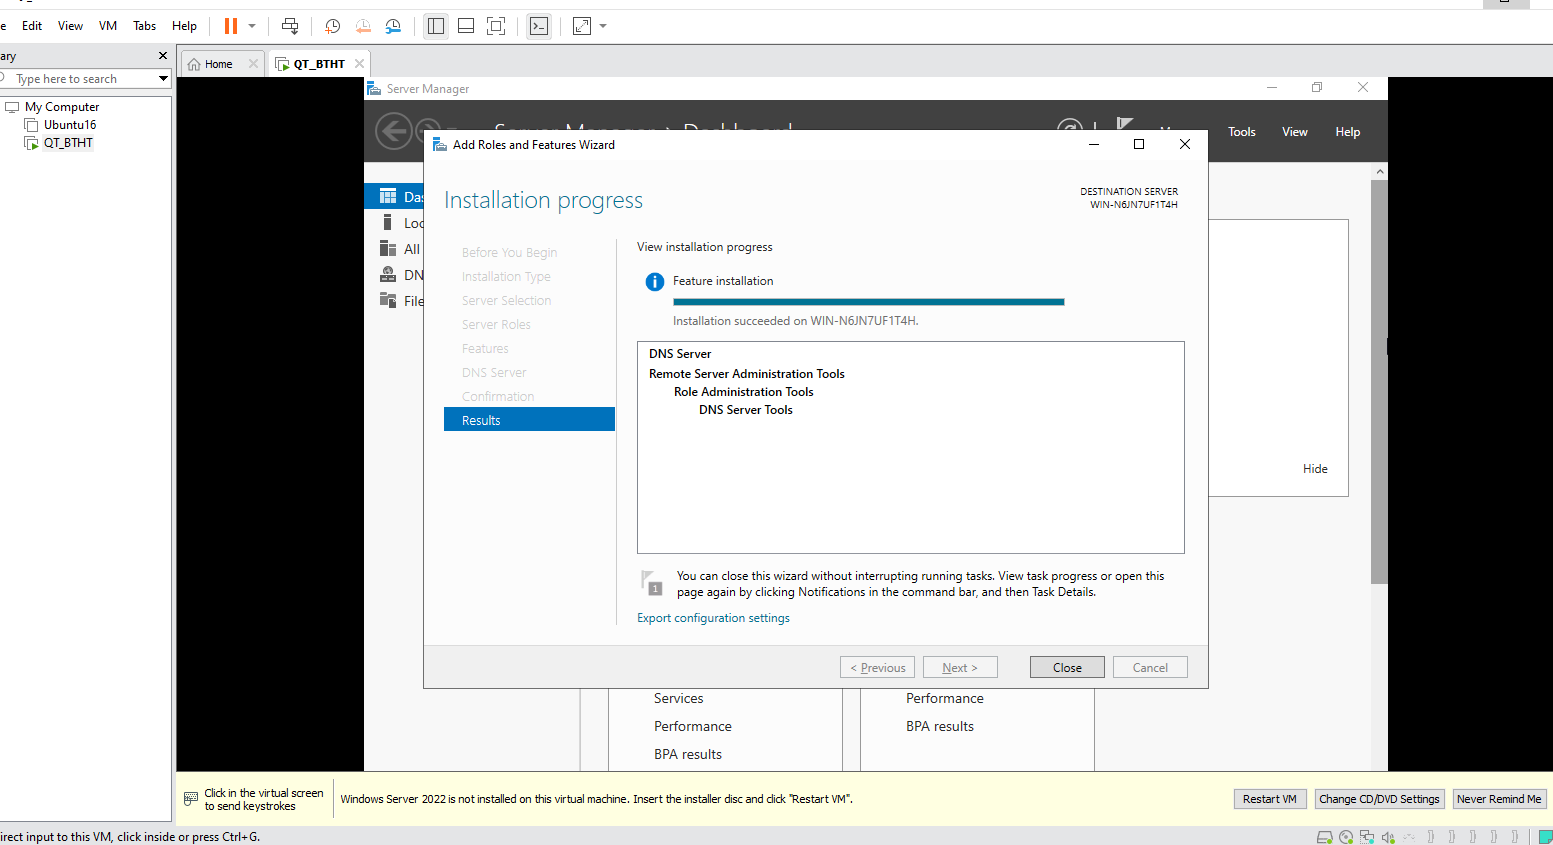 Edit View VM Tabs Help
Type here to search
My Computer
Ubuntu16
QT_BTHT
Home
QT_BTHT
Server Manager
Tools View Help
Add Roles and Features Wizard
Installation progress
DESTINATION SERVER
WIN-N6JN7UF1T4H
Before You Begin
Installation Type
Server Selection
Server Roles
Features
DNS Server
Confirmation
Results
View installation progress
Feature installation
Installation succeeded on WIN-N6JN7UF1T4H.
DNS Server
Remote Server Administration Tools
Role Administration Tools
DNS Server Tools
1
You can close this wizard without interrupting running tasks. View task progress or open this
page again by clicking Notifications in the command bar, and then Task Details.
Export configuration settings
< Previous Next > Close Cancel
All
File
Hide
Services
Performance
BPA results
Performance
BPA results
Click in the virtual screen
to send keystrokes
Windows Server 2022 is not installed on this virtual machine. Insert the installer disc and click "Restart VM".
Restart VM Change CD/DVD Settings Never Remind Me
irect input to this VM, click inside or press Ctrl+G.